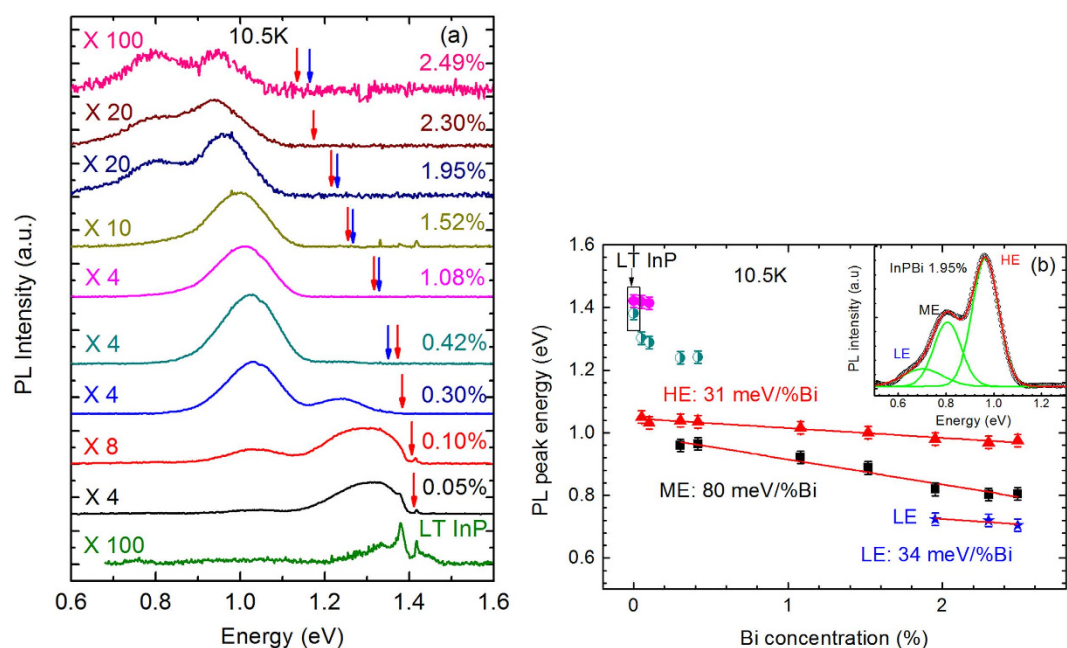 (a)
10.5K
X 100
2.49%
X 20
2.30%
X 20
1.95%
X 10
1.52%
X 4
1.08%
X 4
0.42%
X 4
0.30%
X 8
0.10%
X 4
0.05%
X 100
LT InP
PL Intensity (a.u.)
0.6 0.8 1.0 1.2 1.4 1.6
Energy (eV)
1.6
1.4
1.2
1.0
0.8
0.6
PL peak energy (eV)
LT InP
10.5K
(b)
InPBi 1.95%
HE
ME
LE
PL Intensity (a.u)
0.6 0.8 1.0 1.2
Energy (eV)
HE: 31 meV/%Bi
ME: 80 meV/%Bi
LE
LE: 34 meV/%Bi
0 1 2
Bi concentration (%)